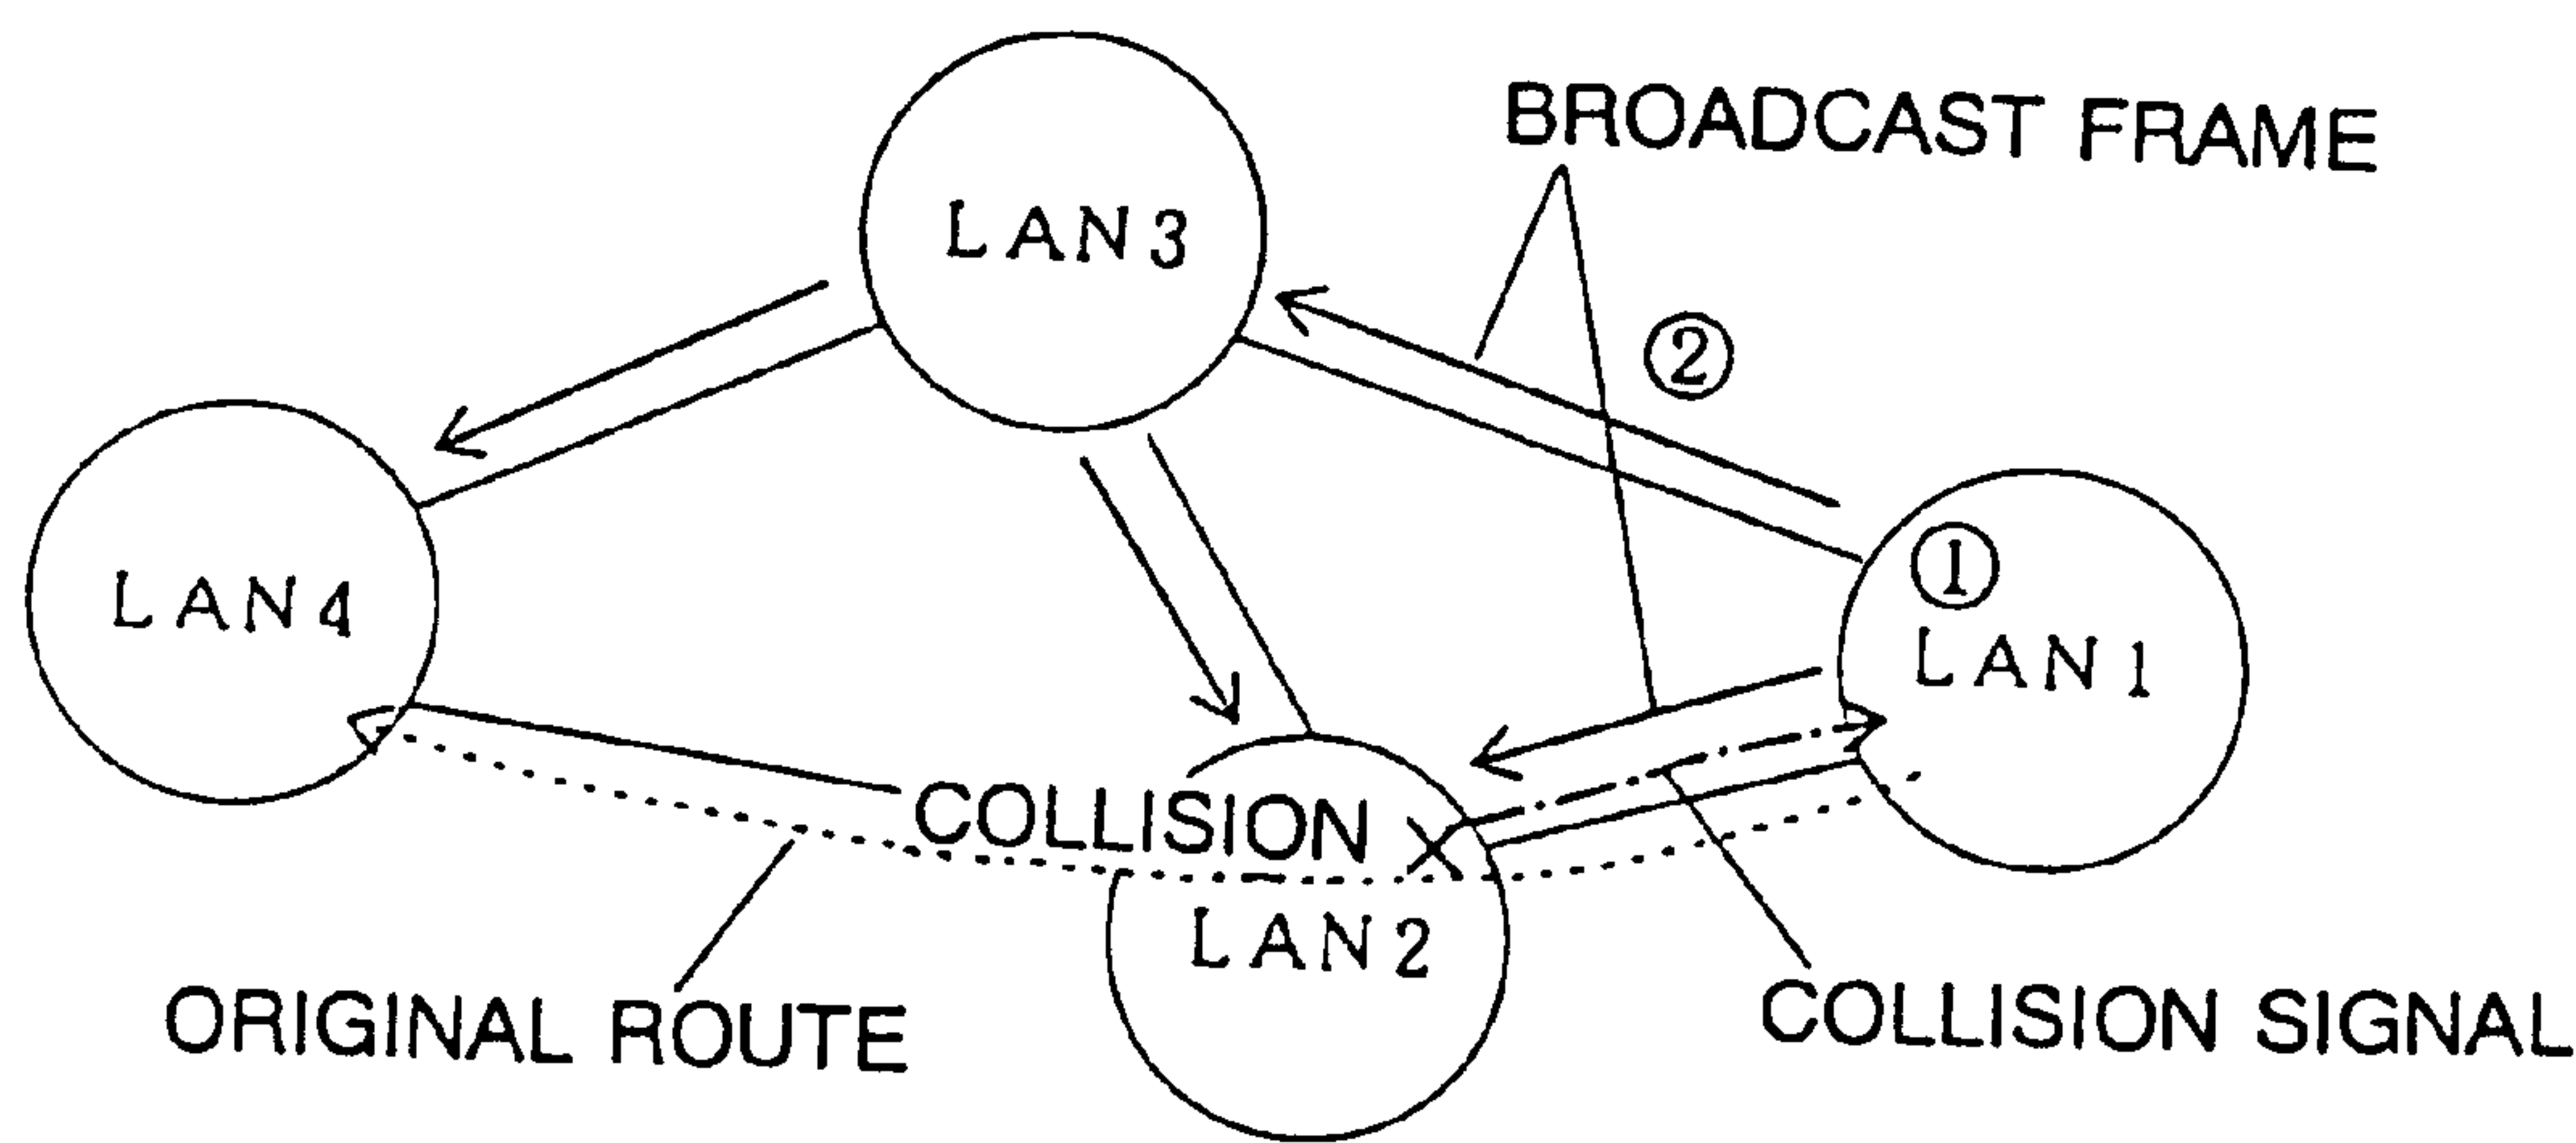 BROADCAST FRAME
LAN3
②
①
LAN1
LAN4
COLLISION
LAN2
ORIGINAL ROUTE
COLLISION SIGNAL